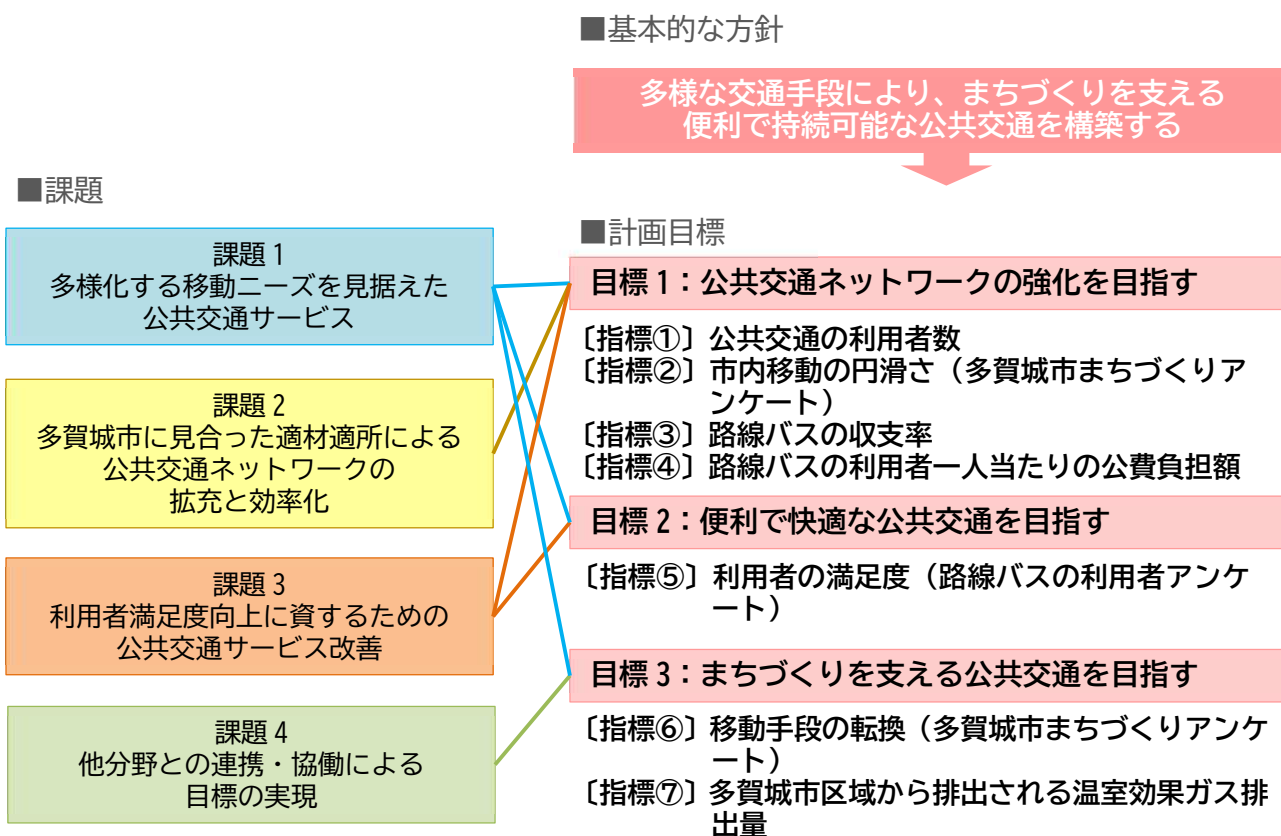 ■基本的な方針
多様な交通手段により、まちづくりを支える
便利で持続可能な公共交通を構築する
■課題
課題1
多様化する移動ニーズを見据えた
公共交通サービス
課題2
多賀城市に見合った適材適所による
公共交通ネットワークの
拡充と効率化
課題3
利用者満足度向上に資するための
公共交通サービス改善
課題4
他分野との連携・協働による
目標の実現
■計画目標
目標1：公共交通ネットワークの強化を目指す
〔指標①〕公共交通の利用者数
〔指標②〕市内移動の円滑さ（多賀城市まちづくりア
ンケート）
〔指標③〕路線バスの収支率
〔指標④〕路線バスの利用者一人当たりの公費負担額
目標2：便利で快適な公共交通を目指す
〔指標⑤〕利用者の満足度（路線バスの利用者アンケ
ート）
目標3：まちづくりを支える公共交通を目指す
〔指標⑥〕移動手段の転換（多賀城市まちづくりアンケ
ート）
〔指標⑦〕多賀城市区域から排出される温室効果ガス排
出量